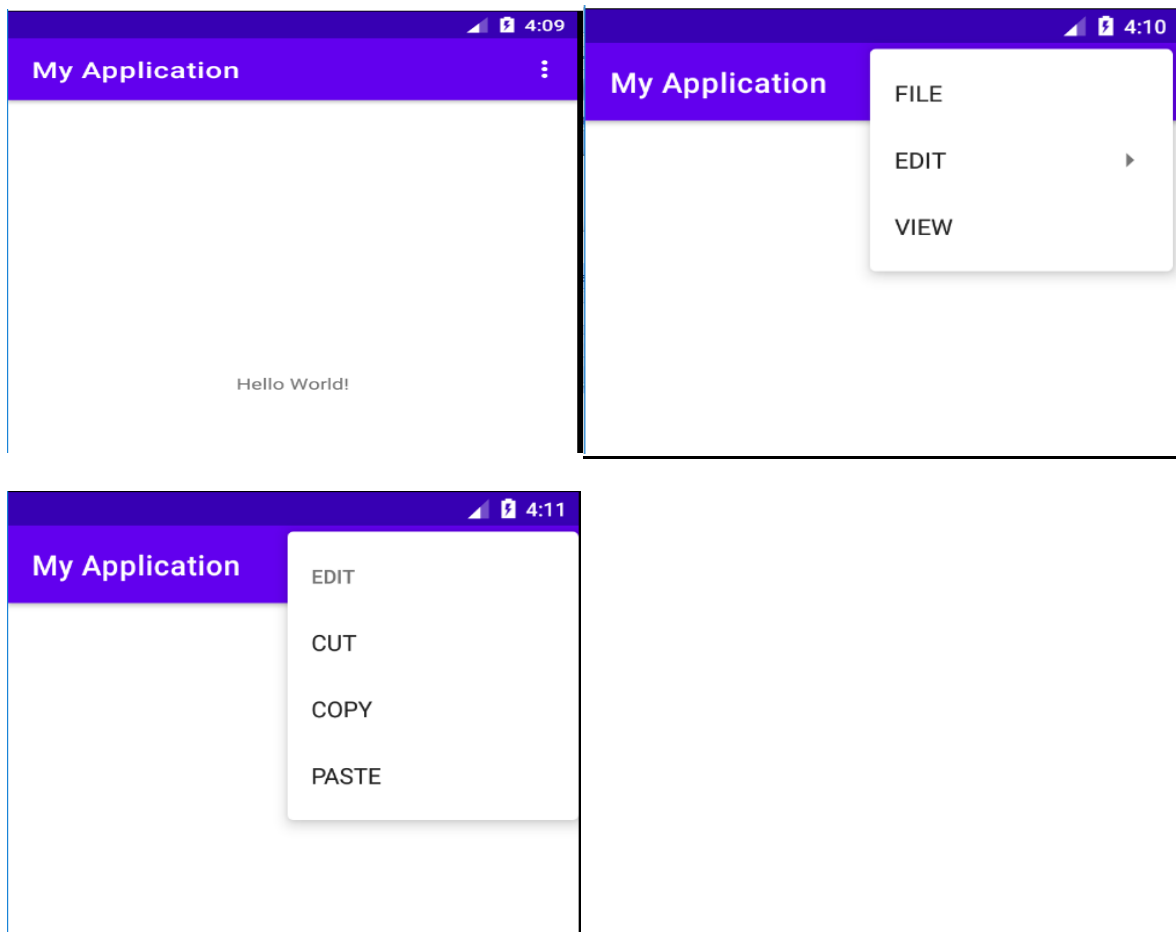 4:09
My Application
Hello World!
4:10
My Application
FILE
EDIT
VIEW
4:11
My Application
EDIT
CUT
COPY
PASTE